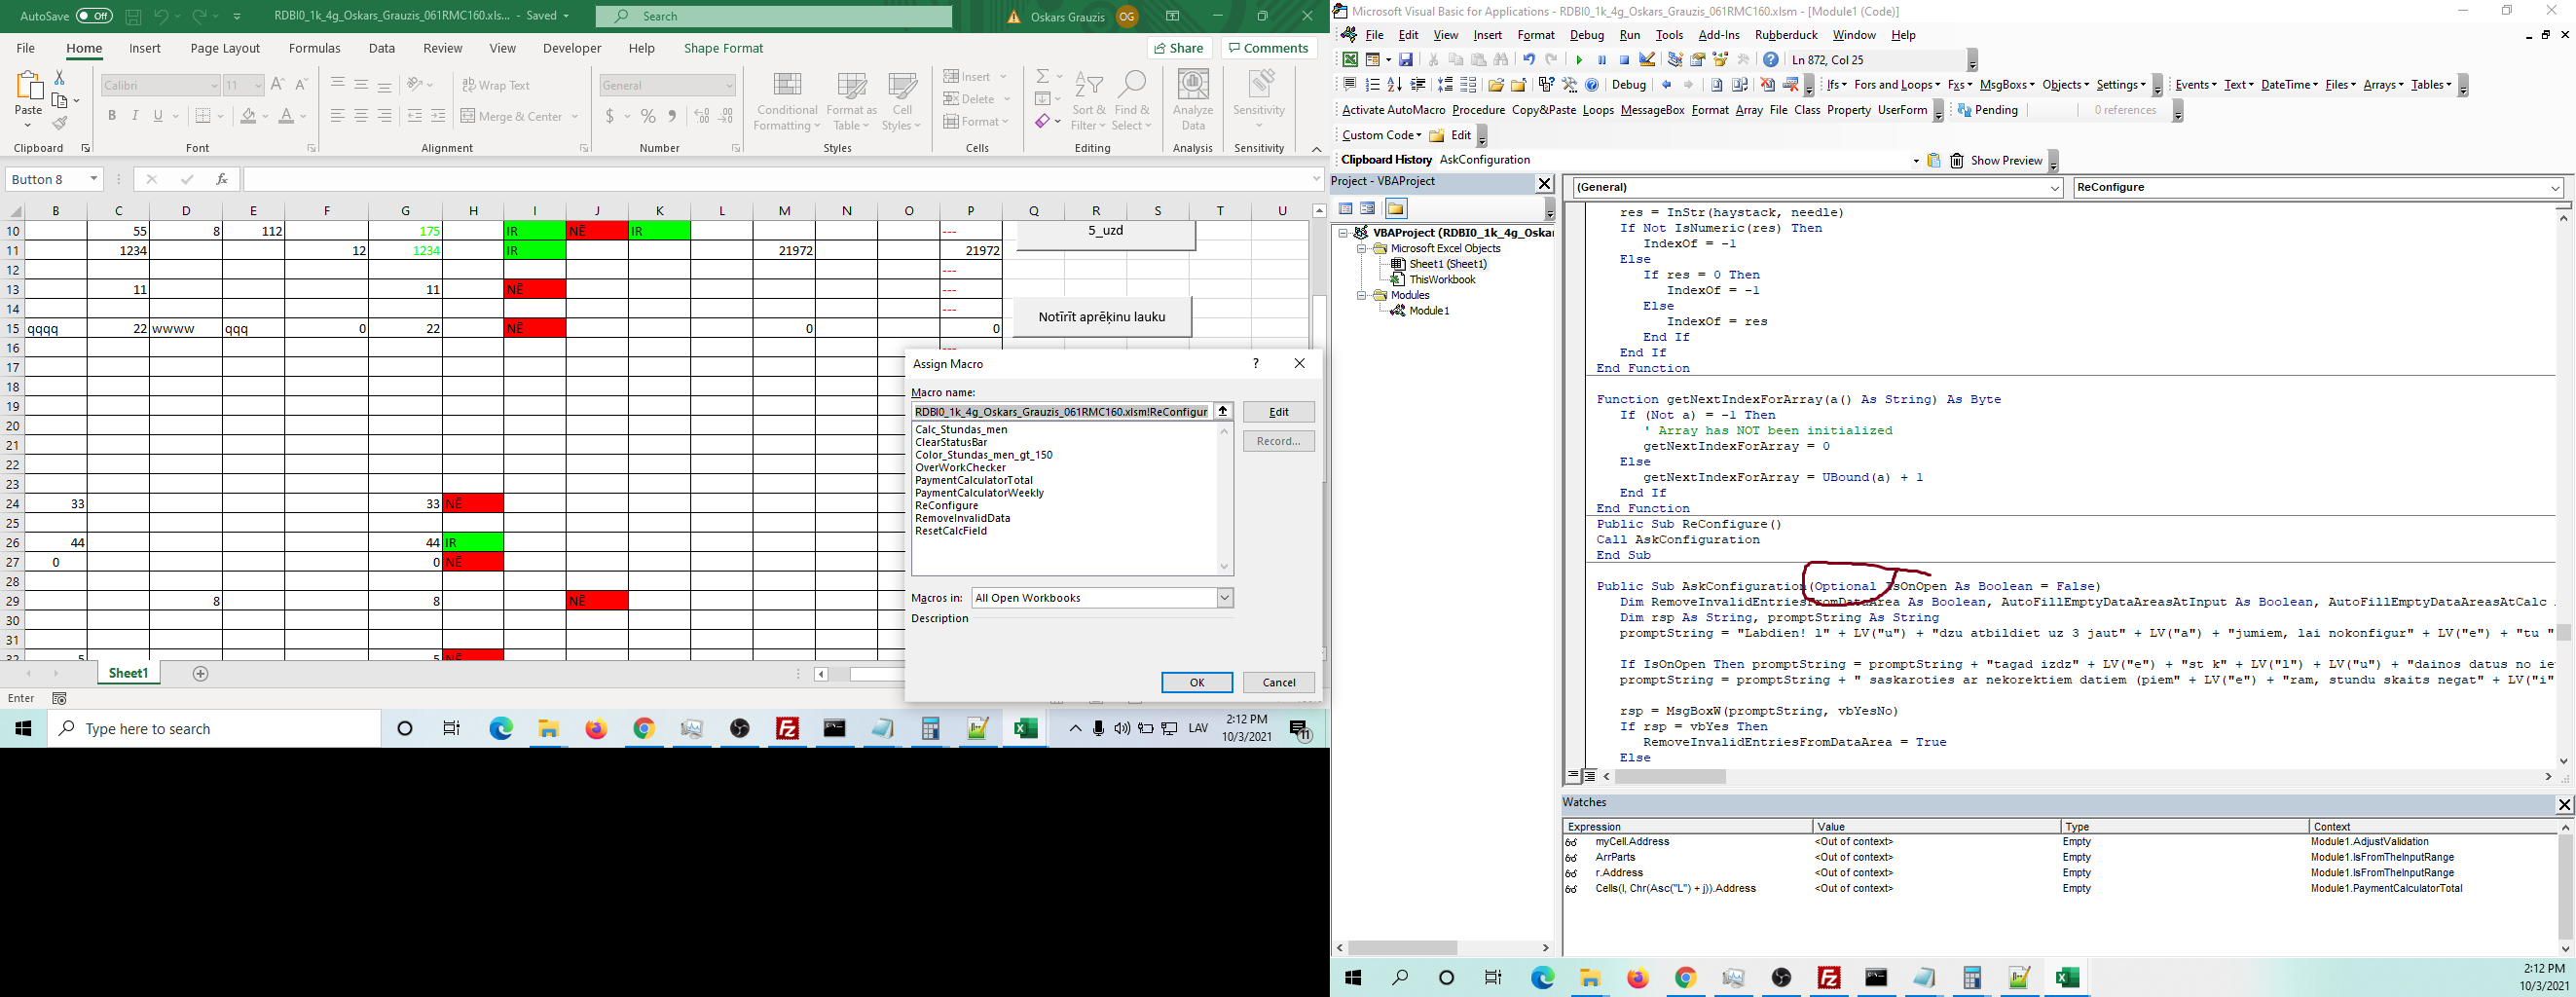 AutoSave Off RDBI0_1k_4g_Oskars_Grauzis_061RMC160.xls... - Saved Search Oskars Grauzis OG
File Home Insert Page Layout Formulas Data Review View Developer Help Shape Format Share Comments
Paste Calibri 11 Wrap Text General Conditional Formatting Format as Table Cell Styles Insert Sort & Filter Find & Select Analyze Data Sensitivity
B I U Merge & Center $ % Delete
Format
Clipboard Font Alignment Number Styles Cells Editing Analysis Sensitivity
Button 8 fx
B C D E F G H I J K L M N O P Q R S T U
10 55 8 112 175 IR NĒ IR --- 5_uzd
11 1234 12 1234 IR 21972 21972
12 ---
13 11 11 NĒ ---
14 ---
15 qqqq 22 wwww qqq 0 22 NĒ 0 0 Notīrīt aprēķinu lauku
16 ---
17
18
19
20
21
22
23
24 33 33 NĒ
25
26 44 44 IR
27 0 0 NĒ
28
29 8 8 NĒ
30
31
32 5 5 NĒ
Assign Macro ?
Macro name:
RDBI0_1k_4g_Oskars_Grauzis_061RMC160.xlsm!ReConfigur Edit
Calc_Stundas_men
ClearStatusBar Record...
Color_Stundas_men_gt_150
OverWorkChecker
PaymentCalculatorTotal
PaymentCalculatorWeekly
ReConfigure
RemoveInvalidData
ResetCalcField
Macros in: All Open Workbooks
Description
OK Cancel
Sheet1
Enter
Type here to search LAV 2:12 PM
10/3/2021 11
Microsoft Visual Basic for Applications - RDBI0_1k_4g_Oskars_Grauzis_061RMC160.xlsm - [Module1 (Code)]
File Edit View Insert Format Debug Run Tools Add-Ins Rubberduck Window Help
Ln 872, Col 25
Debug Ifs Fors and Loops Fxs MsgBoxs Objects Settings Events Text DateTime Files Arrays Tables
Activate AutoMacro Procedure Copy&Paste Loops MessageBox Format Array File Class Property UserForm Pending 0 references
Custom Code Edit
Clipboard History AskConfiguration Show Preview
Project - VBAProject
VBAProject (RDBI0_1k_4g_Oskar
Microsoft Excel Objects
Sheet1 (Sheet1)
ThisWorkbook
Modules
Module1
(General) ReConfigure
res = InStr(haystack, needle)
If Not IsNumeric(res) Then
IndexOf = -1
Else
If res = 0 Then
IndexOf = -1
Else
IndexOf = res
End If
End If
End Function
Function getNextIndexForArray(a() As String) As Byte
If (Not a) = -1 Then
' Array has NOT been initialized
getNextIndexForArray = 0
Else
getNextIndexForArray = UBound(a) + 1
End If
End Function
Public Sub ReConfigure()
Call AskConfiguration
End Sub
Public Sub AskConfiguration(Optional IsOnOpen As Boolean = False)
Dim RemoveInvalidEntriesFromDataArea As Boolean, AutoFillEmptyDataAreasAtInput As Boolean, AutoFillEmptyDataAreasAtCalc
Dim rsp As String, promptString As String
promptString = "Labdien! l" + LV("u") + "dzu atbildiet uz 3 jaut" + LV("a") + "jumiem, lai nokonfigur" + LV("e") + "tu "
If IsOnOpen Then promptString = promptString + "tagad izdz" + LV("e") + "st k" + LV("l") + LV("u") + "dainos datus no ie
promptString = promptString + " saskaroties ar nekorektiem datiem (piem" + LV("e") + "ram, stundu skaits negat" + LV("i"
rsp = MsgBoxW(promptString, vbYesNo)
If rsp = vbYes Then
RemoveInvalidEntriesFromDataArea = True
Else
Watches
Expression Value Type Context
myCell.Address <Out of context> Empty Module1.AdjustValidation
ArrParts <Out of context> Empty Module1.IsFromTheInputRange
r.Address <Out of context> Empty Module1.IsFromTheInputRange
Cells(I, Chr(Asc("L") + j)).Address <Out of context> Empty Module1.PaymentCalculatorTotal
2:12 PM
10/3/2021